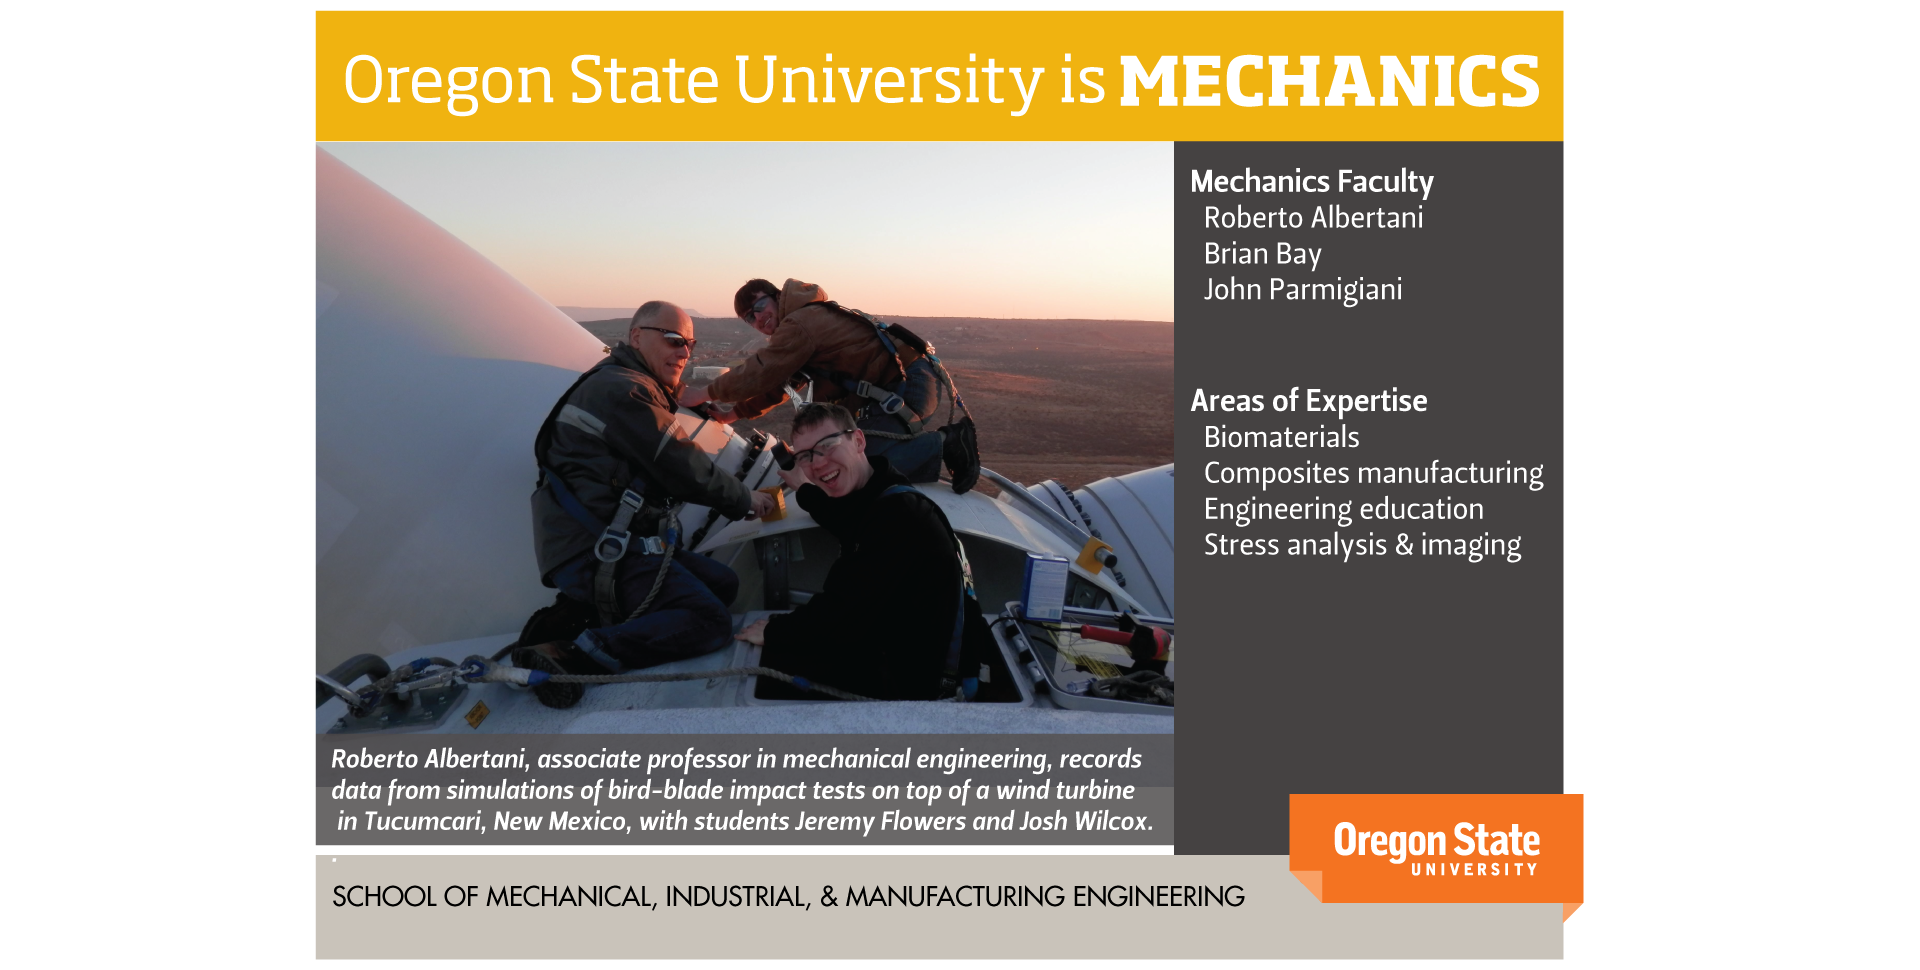 Oregon State University is MECHANICS
Mechanics Faculty
Roberto Albertani
Brian Bay
John Parmigiani
Areas of Expertise
Biomaterials
Composites manufacturing
Engineering education
Stress analysis & imaging
Roberto Albertani, associate professor in mechanical engineering, records
data from simulations of bird-blade impact tests on top of a wind turbine
in Tucumcari, New Mexico, with students Jeremy Flowers and Josh Wilcox.
.
SCHOOL OF MECHANICAL, INDUSTRIAL, & MANUFACTURING ENGINEERING
Oregon State
UNIVERSITY